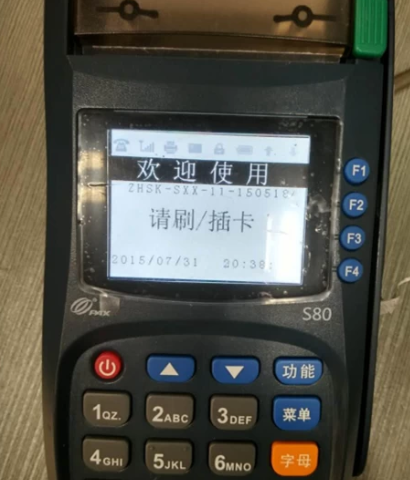 欢迎使用
ZHSK-SXX-11-150518
请刷/插卡
2015/07/31 20:38:
PAX S80
F1
F2
F3
F4
功能
1QZ. 2ABC 3DEF 菜单
4GHI 5JKL 6MNO 字母